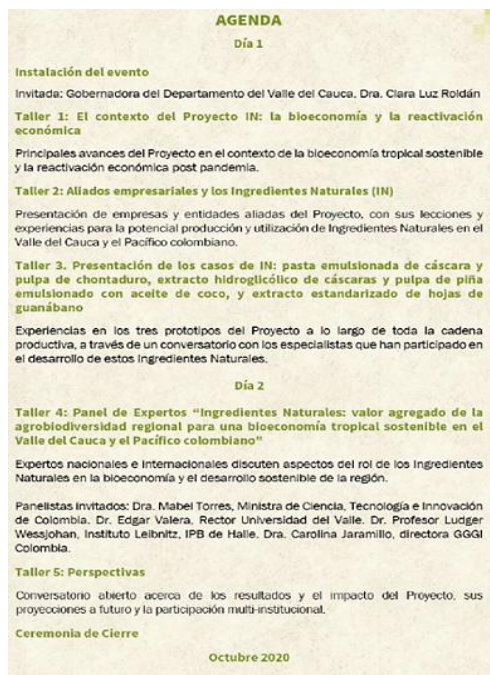 AGENDA
Día 1
Instalación del evento
Invitada: Gobernadora del Departamento del Valle del Cauca, Dra. Clara Luz Roldán
Taller 1: El contexto del Proyecto IN: la bioeconomía y la reactivación
económica
Principales avances del Proyecto en el contexto de la bioeconomía tropical sostenible
y la reactivación económica post pandemia.
Taller 2: Aliados empresariales y los Ingredientes Naturales (IN)
Presentación de empresas y entidades aliadas del Proyecto, con sus lecciones y
experiencias para la potencial producción y utilización de Ingredientes Naturales en el
Valle del Cauca y el Pacífico colombiano.
Taller 3. Presentación de los casos de IN: pasta emulsionada de cáscara y
pulpa de chontaduro, extracto hidroglicólico de cáscaras y pulpa de piña
emulsionado con aceite de coco, y extracto estandarizado de hojas de
guanábano
Experiencias en los tres prototipos del Proyecto a lo largo de toda la cadena
productiva, a través de un conversatorio con los especialistas que han participado en
el desarrollo de estos Ingredientes Naturales.
Día 2
Taller 4: Panel de Expertos “Ingredientes Naturales: valor agregado de la
agrobiodiversidad regional para una bioeconomía tropical sostenible en el
Valle del Cauca y el Pacífico colombiano”
Expertos nacionales e internacionales discuten aspectos del rol de los Ingredientes
Naturales en la bioeconomía y el desarrollo sostenible de la región.
Panelistas invitados: Dra. Mabel Torres, Ministra de Ciencia, Tecnología e Innovación
de Colombia. Dr. Edgar Valera, Rector Universidad del Valle. Dr. Profesor Ludger
Wessjohan, Instituto Leibnitz, IPB de Halle. Dra. Carolina Jaramillo, directora GGGI
Colombia.
Taller 5: Perspectivas
Conversatorio abierto acerca de los resultados y el impacto del Proyecto, sus
proyecciones a futuro y la participación multi-institucional.
Ceremonia de Cierre
Octubre 2020